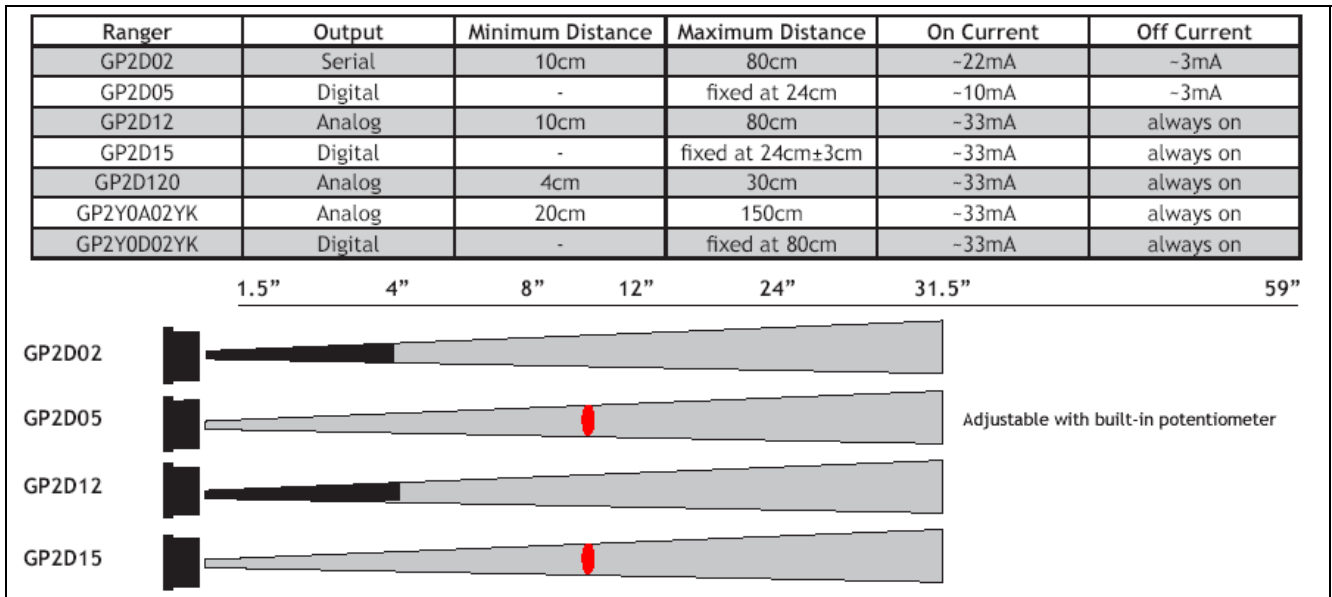 Ranger Output Minimum Distance Maximum Distance On Current Off Current
GP2D02 Serial 10cm 80cm ~22mA ~3mA
GP2D05 Digital - fixed at 24cm ~10mA ~3mA
GP2D12 Analog 10cm 80cm ~33mA always on
GP2D15 Digital - fixed at 24cm±3cm ~33mA always on
GP2D120 Analog 4cm 30cm ~33mA always on
GP2Y0A02YK Analog 20cm 150cm ~33mA always on
GP2Y0D02YK Digital - fixed at 80cm ~33mA always on
1.5” 4” 8” 12” 24” 31.5” 59”
GP2D02
GP2D05 Adjustable with built-in potentiometer
GP2D12
GP2D15